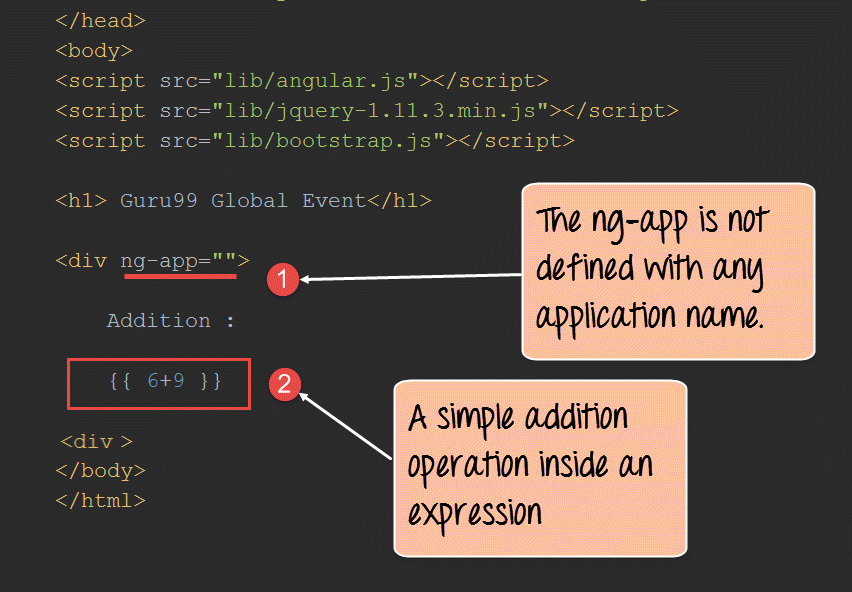 </head>
<body>
<script src="lib/angular.js"></script>
<script src="lib/jquery-1.11.3.min.js"></script>
<script src="lib/bootstrap.js"></script>
<h1> Guru99 Global Event</h1>
<div ng-app="">
1
The ng-app is not
defined with any
application name.
Addition :
{{ 6+9 }}
2
A simple addition
operation inside an
expression
<div >
</body>
</html>